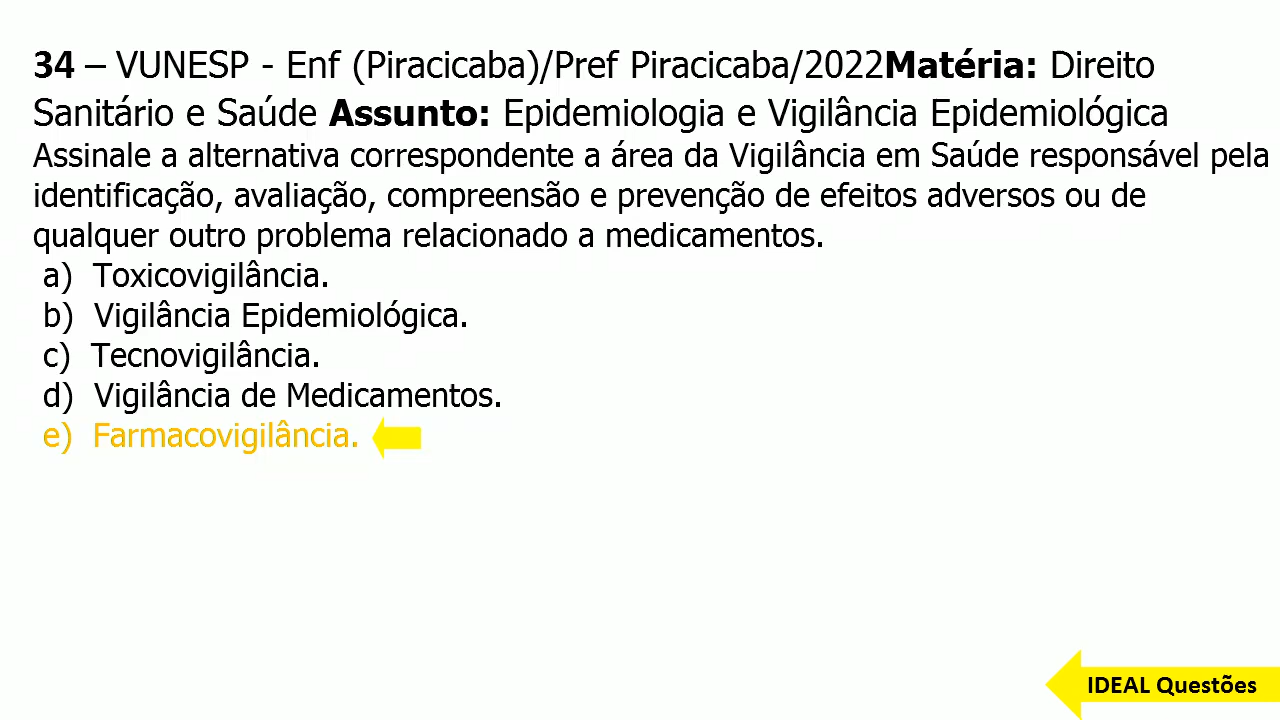 34 – VUNESP - Enf (Piracicaba)/Pref Piracicaba/2022Matéria: Direito
Sanitário e Saúde Assunto: Epidemiologia e Vigilância Epidemiológica
Assinale a alternativa correspondente a área da Vigilância em Saúde responsável pela
identificação, avaliação, compreensão e prevenção de efeitos adversos ou de
qualquer outro problema relacionado a medicamentos.
a) Toxicovigilância.
b) Vigilância Epidemiológica.
c) Tecnovigilância.
d) Vigilância de Medicamentos.
e) Farmacovigilância.
IDEAL Questões